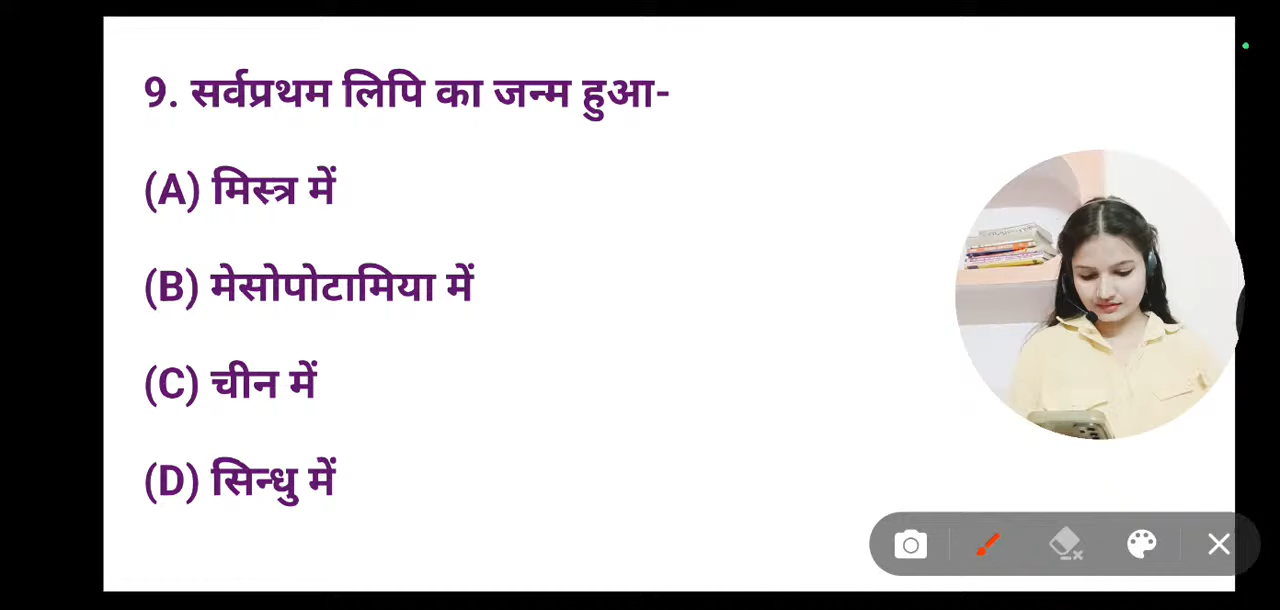 9. सर्वप्रथम लिपि का जन्म हुआ-
(A) मिस्त्र में
(B) मेसोपोटामिया में
(C) चीन में
(D) सिन्धु में